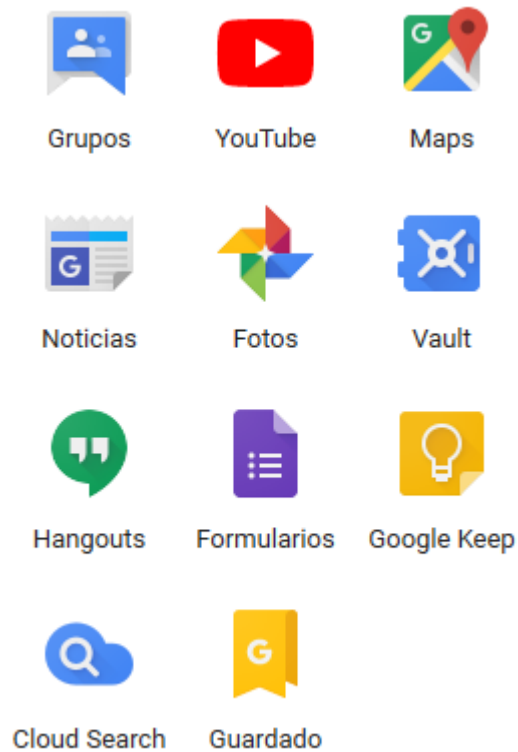 G
Grupos YouTube Maps
G
Noticias Fotos Vault
Hangouts Formularios Google Keep
G
Cloud Search Guardado